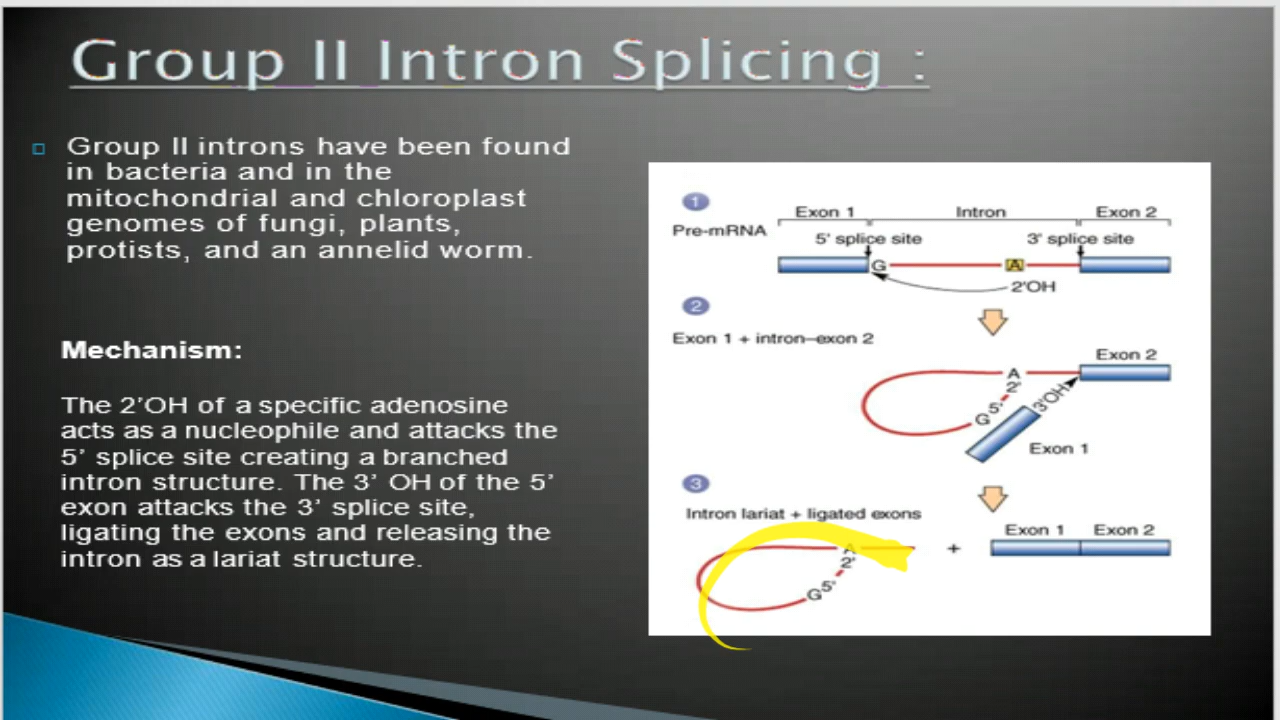 Group II Intron Splicing :
Group II introns have been found
in bacteria and in the
mitochondrial and chloroplast
genomes of fungi, plants,
protists, and an annelid worm.
Mechanism:
The 2’OH of a specific adenosine
acts as a nucleophile and attacks the
5’ splice site creating a branched
intron structure. The 3’ OH of the 5’
exon attacks the 3’ splice site,
ligating the exons and releasing the
intron as a lariat structure.
1
Pre-mRNA
Exon 1 Intron Exon 2
5' splice site 3' splice site
G A
2'OH
2
Exon 1 + intron–exon 2
Exon 2
A
2'
5'
G
3'OH
Exon 1
3
Intron lariat + ligated exons
A
2'
5'
G
+
Exon 1 Exon 2